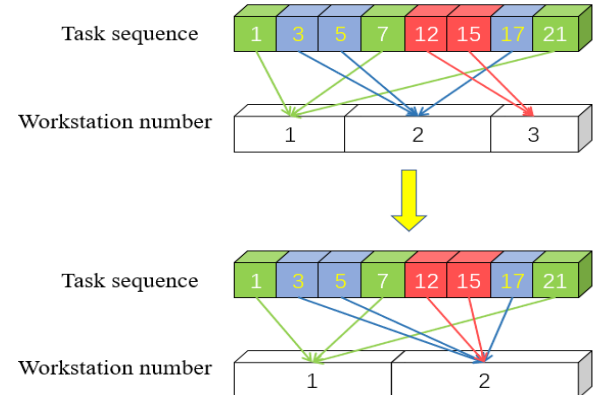 Task sequence 1 3 5 7 12 15 17 21
Workstation number 1 2 3
Task sequence 1 3 5 7 12 15 17 21
Workstation number 1 2